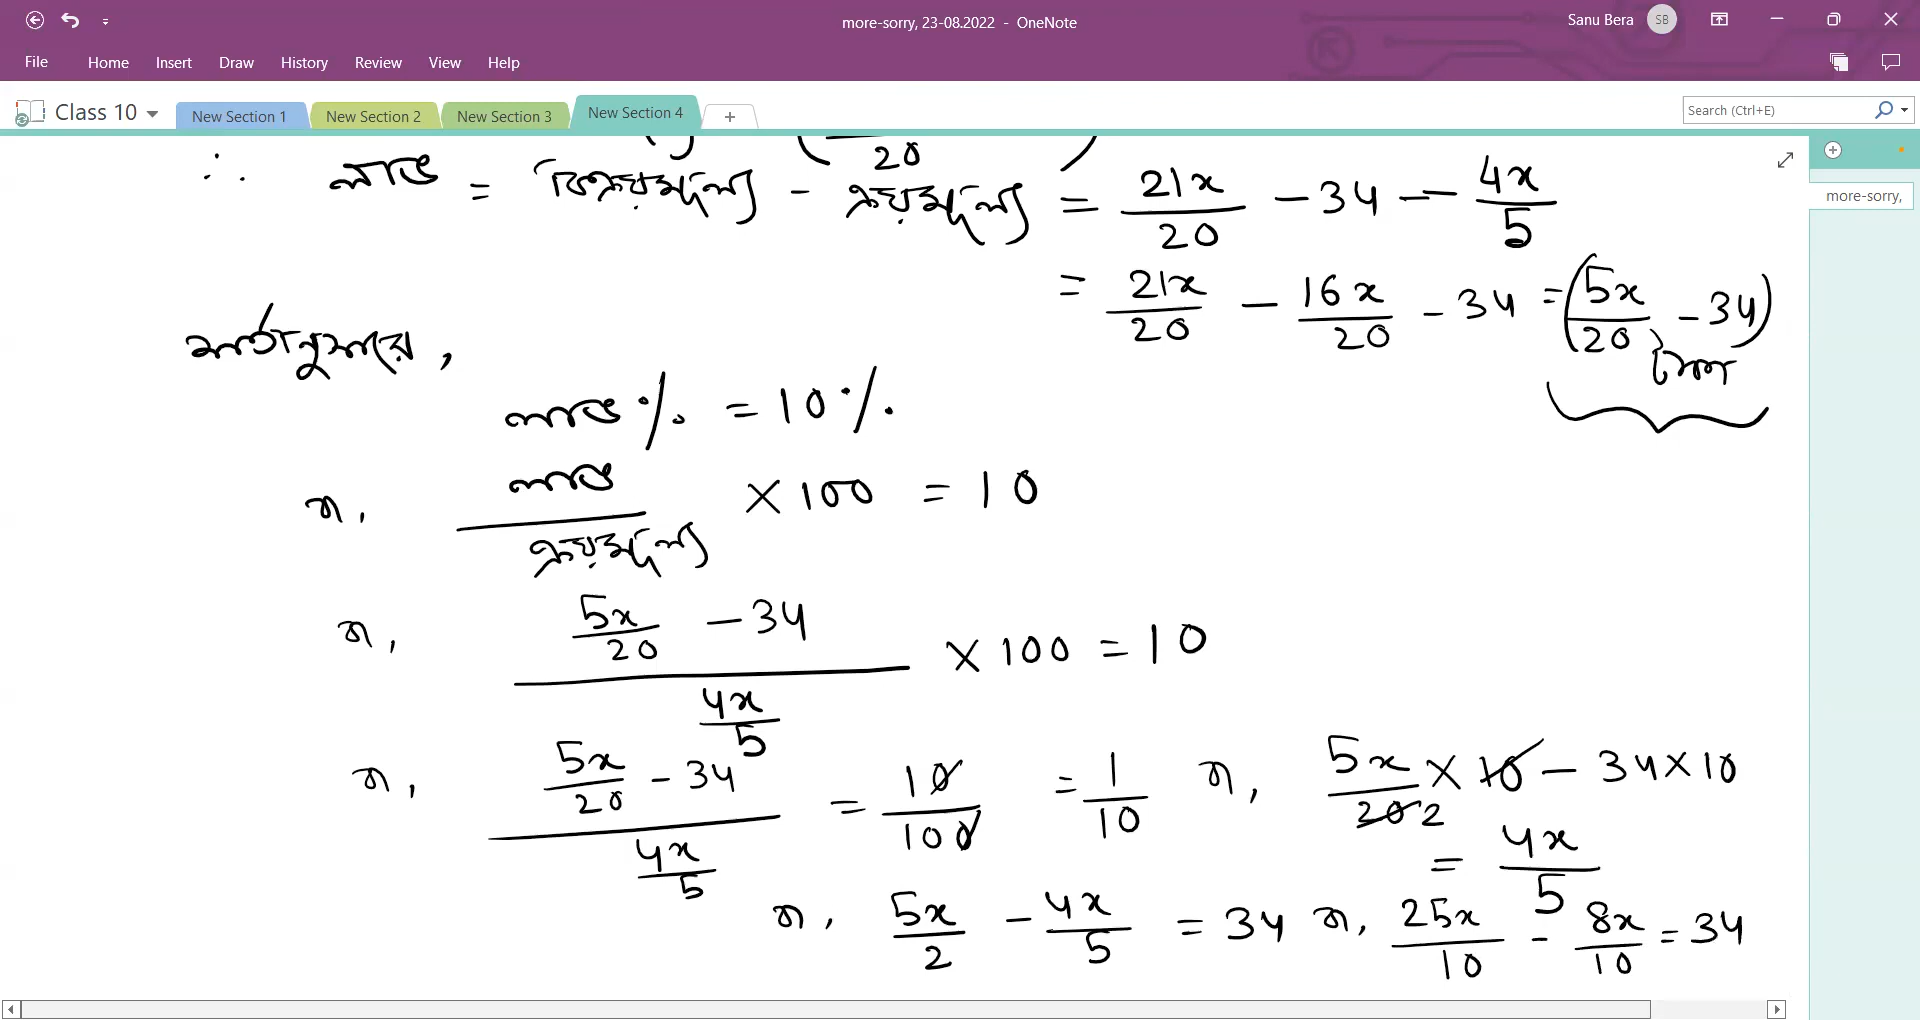 more-sorry, 23-08.2022 - OneNote
Sanu Bera SB
File Home Insert Draw History Review View Help
Class 10 New Section 1 New Section 2 New Section 3 New Section 4 +
Search (Ctrl+E)
more-sorry,
20
∴ লাভ = বিক্রয়মূল্য - ক্রয়মূল্য = 21x/20 - 34 - 4x/5
= 21x/20 - 16x/20 - 34 = (5x/20 - 34)
শর্তানুসারে,
লাভ % = 10 %
বা, লাভ/ক্রয়মূল্য × 100 = 10
বা, (5x/20 - 34)/(4x/5) × 100 = 10
বা, (5x/20 - 34)/(4x/5) = 10/100 = 1/10 বা, 5x/20 2 × 10 - 34 × 10
= 4x/5
বা, 5x/2 - 4x/5 = 34 বা, 25x/10 - 8x/10 = 34